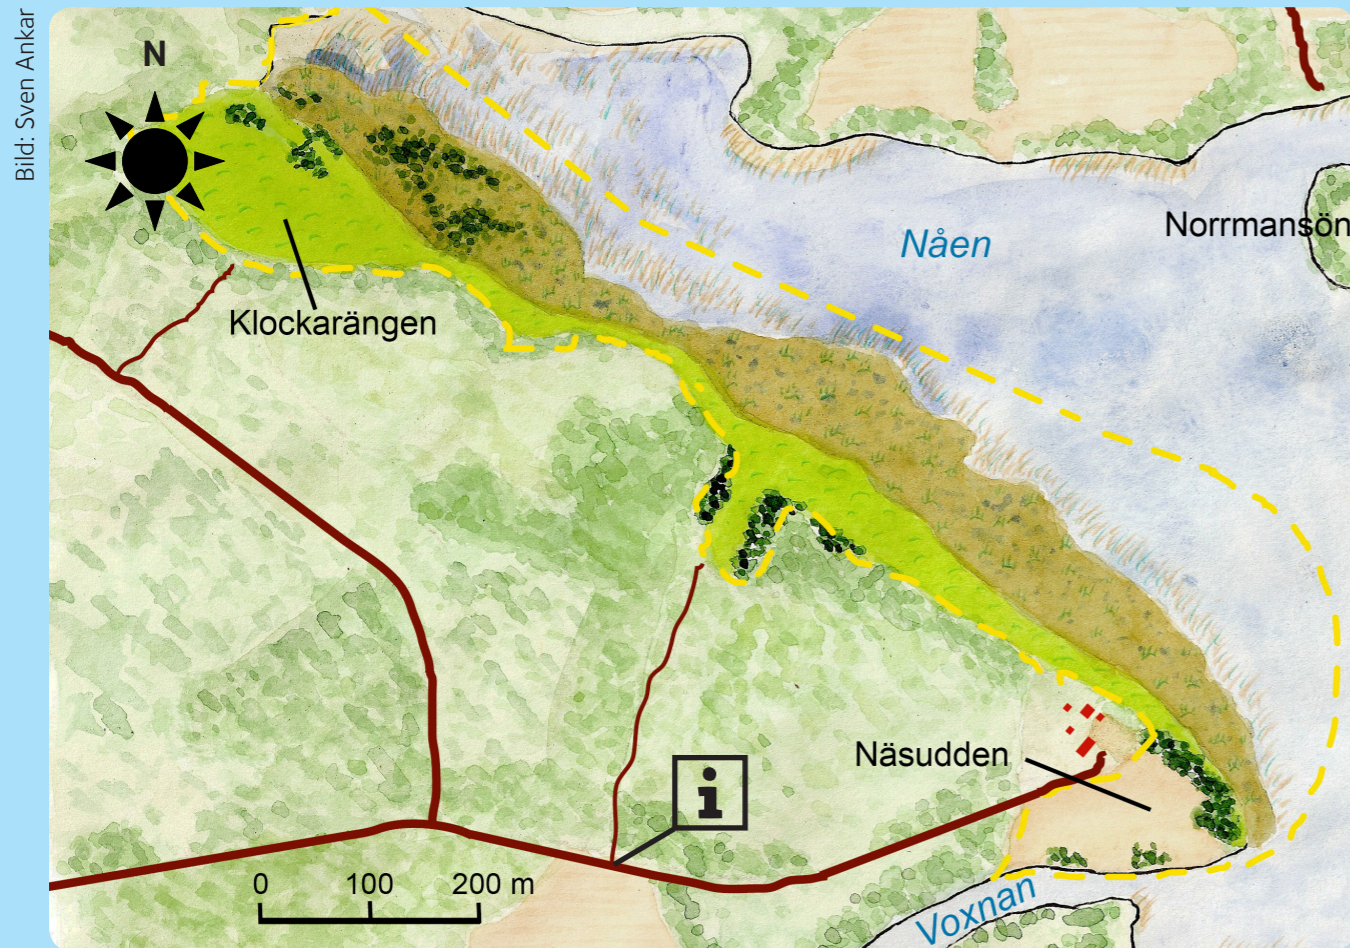 Bild: Sven Ankar
N
Nåen
Norrmansön
Klockarängen
Näsudden
i
0 100 200 m
Voxnan